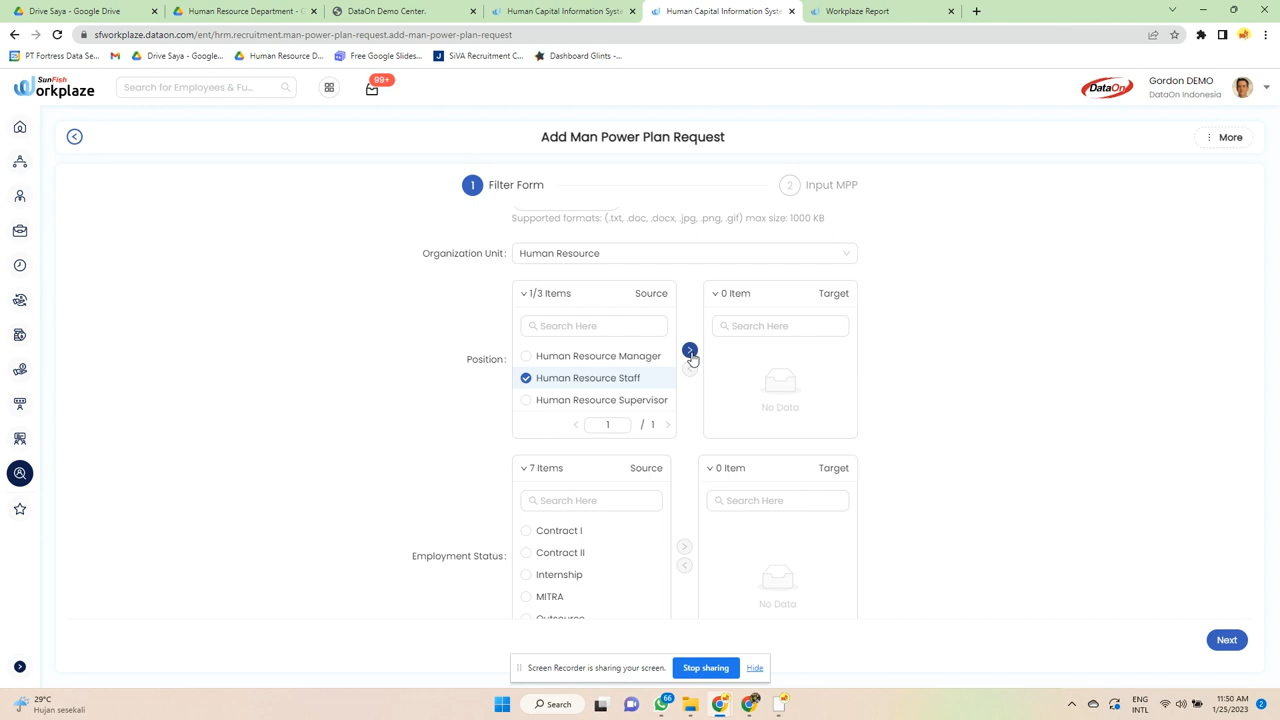 Drive Saya - Google Drive
Human Resource Department - G
DataOn Demo Center.
Human Capital Information Syste
Human Capital Information Syste
Workplaze Report
sfworkplaze.dataon.com/ent/hrm.recruitment.man-power-plan-request.add-man-power-plan-request
PT Fortress Data Se...
Drive Saya - Google...
Human Resource D...
Free Google Slides...
SiVA Recruitment C...
Dashboard Glints –...
SunFish
Workplaze
Search for Employees & Fu...
99+
DataOn
Gordon DEMO
DataOn Indonesia
Add Man Power Plan Request
More
1 Filter Form
2 Input MPP
Supported formats: (.txt, .doc, .docx, .jpg, .png, .gif) max size: 1000 KB
Organization Unit:
Human Resource
1/3 Items Source
0 Item Target
Search Here
Search Here
Position:
Human Resource Manager
Human Resource Staff
Human Resource Supervisor
No Data
1 / 1
7 Items Source
0 Item Target
Search Here
Search Here
Employment Status:
Contract I
Contract II
Internship
MITRA
Outsource
No Data
Next
Screen Recorder is sharing your screen.
Stop sharing
Hide
29°C
Hujan sesekali
Search
66
ENG
INTL
11:50 AM
1/25/2023
2